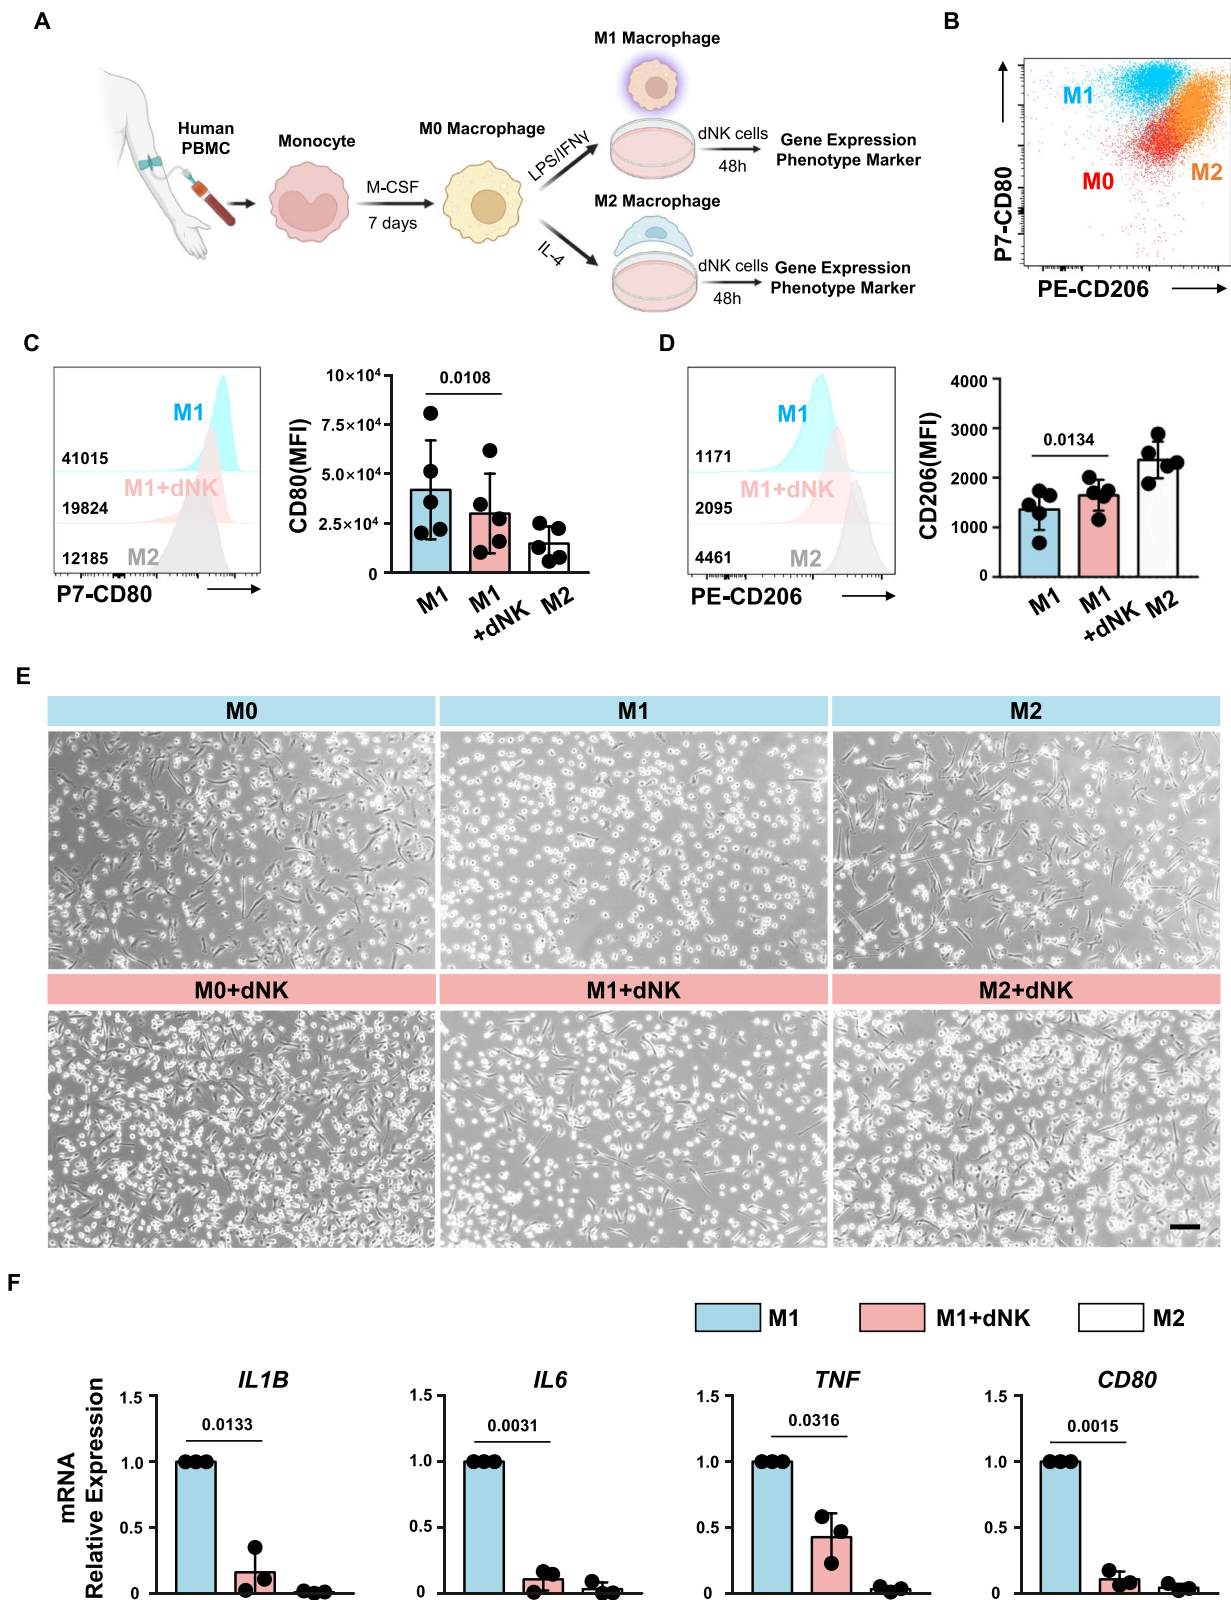 A
Human
PBMC
Monocyte
M-CSF
7 days
M0 Macrophage
LPS/IFNγ
IL-4
M1 Macrophage
dNK cells
48h
Gene Expression
Phenotype Marker
M2 Macrophage
dNK cells
48h
Gene Expression
Phenotype Marker
B
M1
M0
M2
P7-CD80
PE-CD206
C
M1
41015
M1+dNK
19824
M2
12185
P7-CD80
CD80(MFI)
10×10⁴
7.5×10⁴
5.0×10⁴
2.5×10⁴
0
0.0108
M1
M1
+dNK
M2
D
M1
1171
M1+dNK
2095
M2
4461
PE-CD206
CD206(MFI)
4000
3000
2000
1000
0
0.0134
M1
M1
+dNK
M2
E
M0
M1
M2
M0+dNK
M1+dNK
M2+dNK
F
M1
M1+dNK
M2
mRNA
Relative Expression
IL1B
1.5
1.0
0.5
0
0.0133
IL6
1.5
1.0
0.5
0
0.0031
TNF
1.5
1.0
0.5
0
0.0316
CD80
1.5
1.0
0.5
0
0.0015